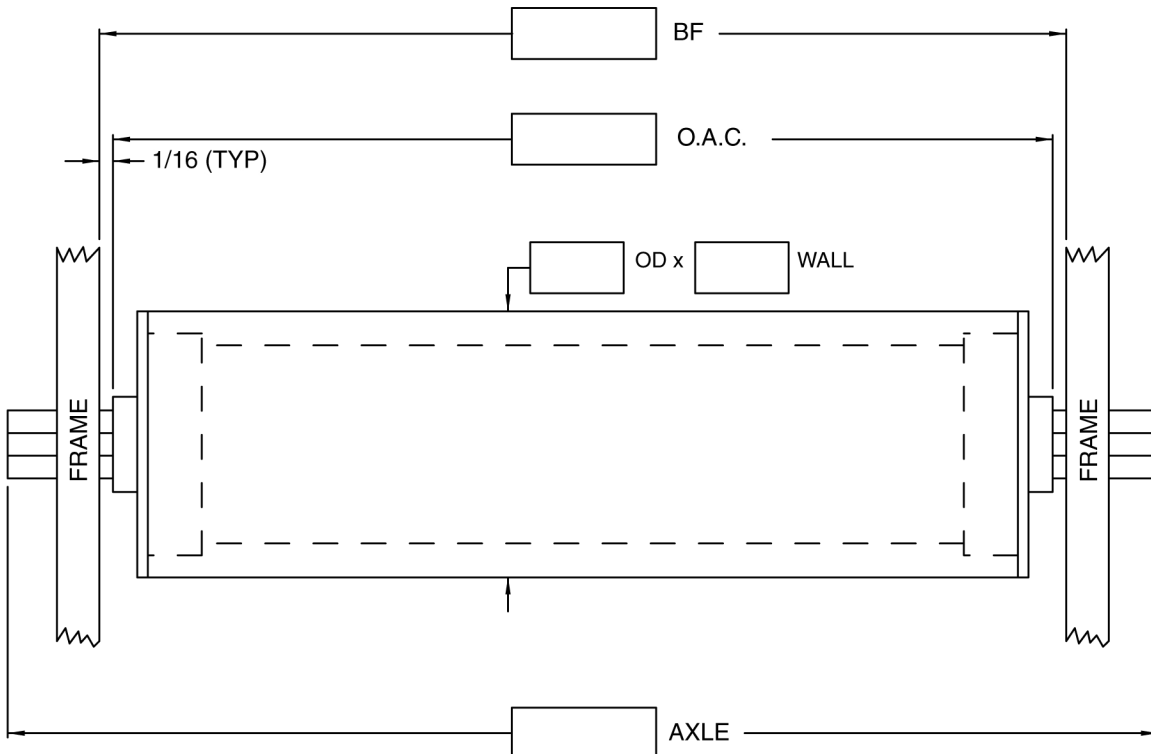 BF
O.A.C.
1/16 (TYP)
OD x WALL
FRAME
FRAME
AXLE